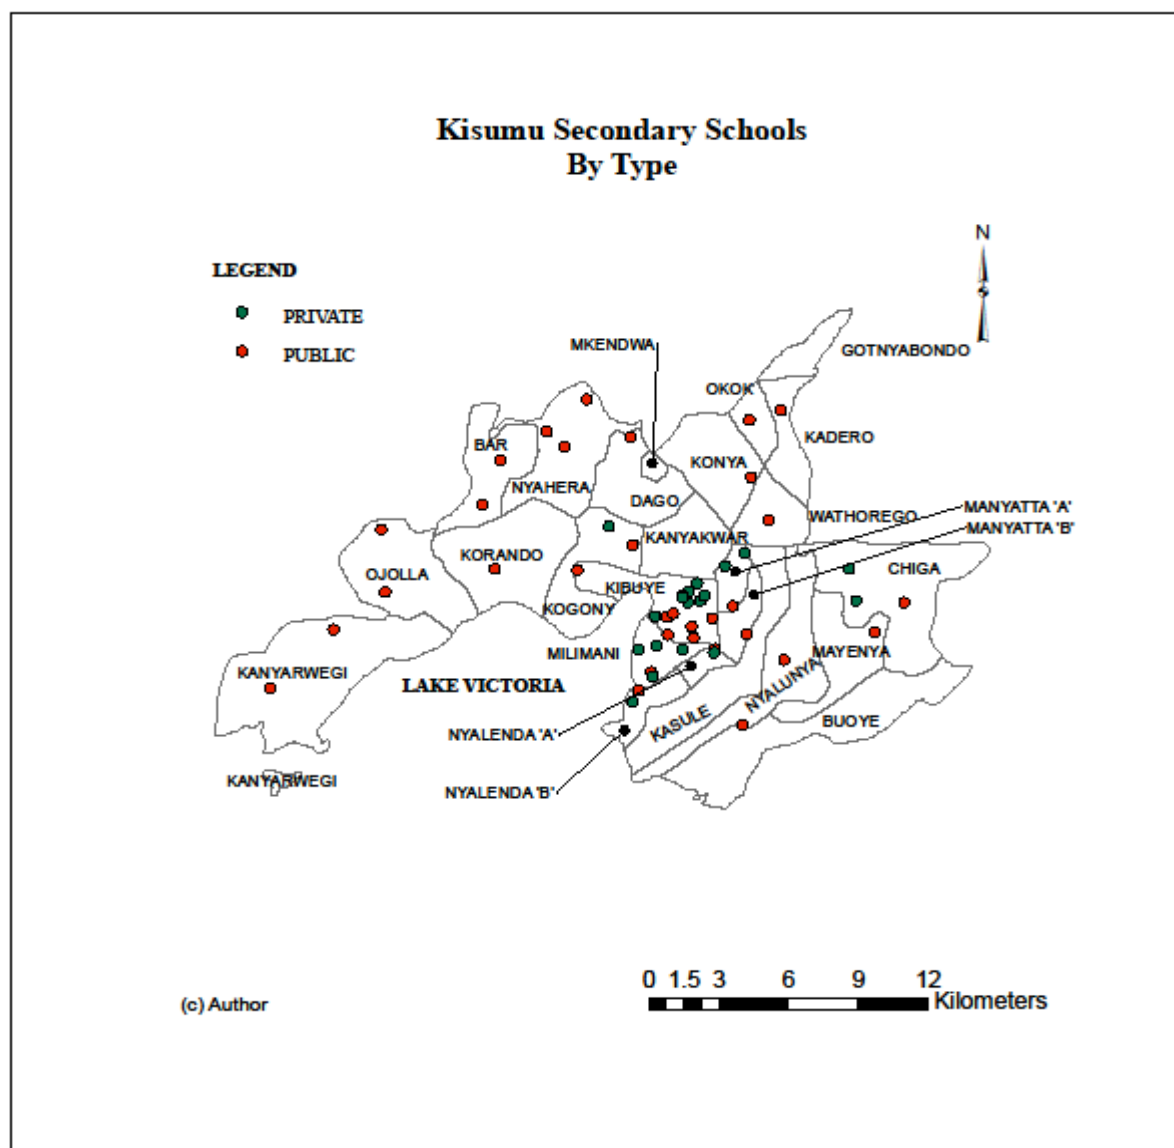 Kisumu Secondary Schools
By Type
N
LEGEND
PRIVATE
PUBLIC
MKENDWA
GOTNYABONDO
OKOK
KADERO
BAR
KONYA
NYAHERA
DAGO
MANYATTA 'A'
WATHOREGO
MANYATTA 'B'
KANYAKWAR
KORANDO
CHIGA
OJOLLA
KIBUYE
KOGONY
MILIMANI
MAYENYA
KANYARWEGI
LAKE VICTORIA
NYALUNYA
KASULE
BUOYE
NYALENDA 'A'
KANYARWEGI
NYALENDA 'B'
0 1.5 3 6 9 12
Kilometers
(c) Author